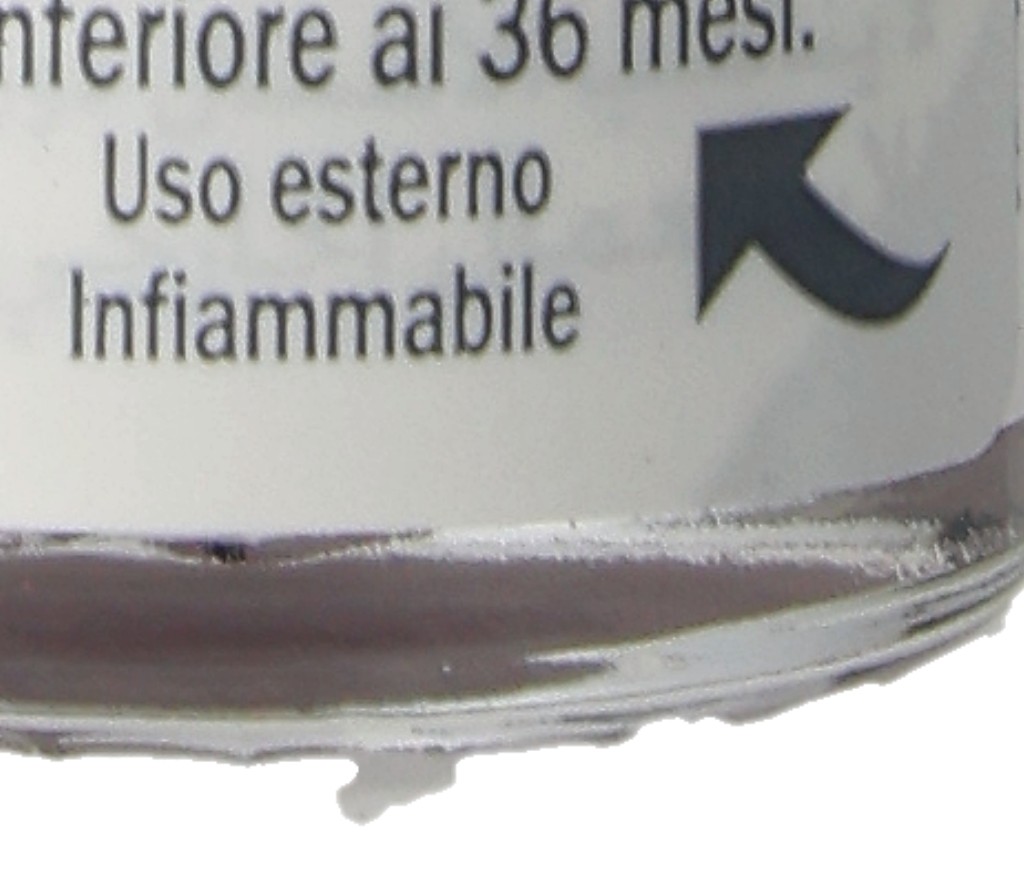 nferiore ai 36 mesi.
Uso esterno
Infiammabile